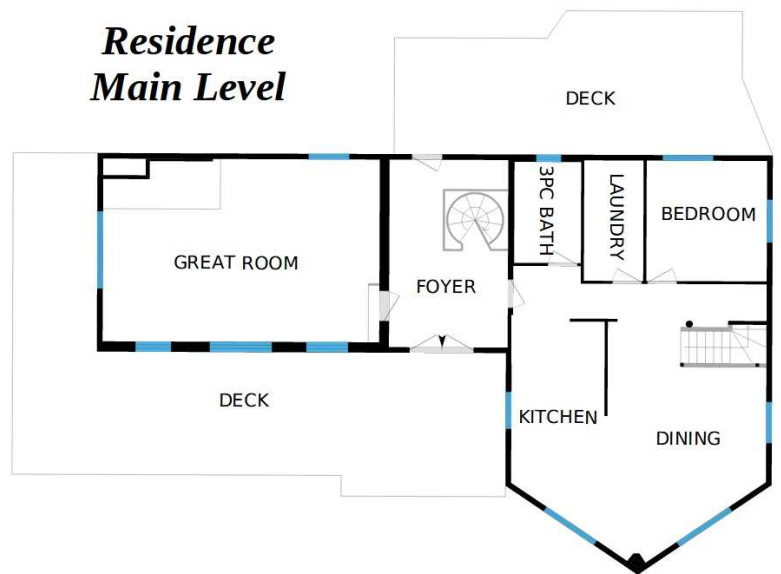 Residence
Main Level
DECK
3PC BATH
LAUNDRY
BEDROOM
GREAT ROOM
FOYER
DECK
KITCHEN
DINING